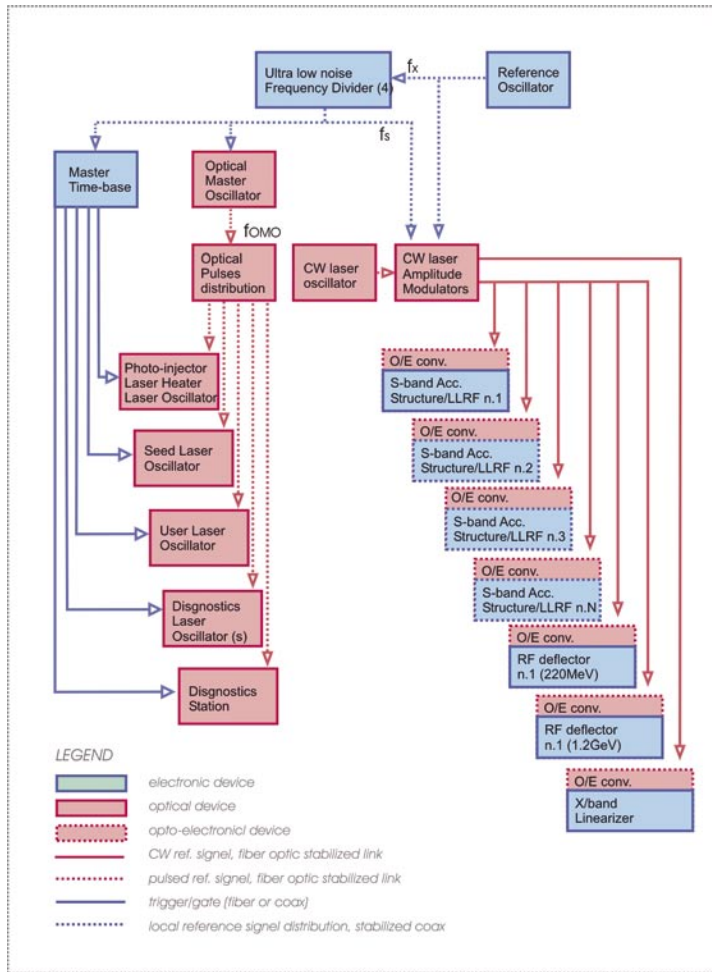 fx
Ultra low noise
Frequency Divider (4)
Reference
Oscillator
fs
Master
Time-base
Optical
Master
Oscillator
fOMO
Optical
Pulses
distribution
CW laser
oscillator
CW laser
Amplitude
Modulators
Photo-injector
Laser Heater
Laser Oscillator
O/E conv.
S-band Acc.
Structure/LLRF n.1
Seed Laser
Oscillator
O/E conv.
S-band Acc.
Structure/LLRF n.2
User Laser
Oscillator
O/E conv.
S-band Acc.
Structure/LLRF n.3
Disgnostics
Laser
Oscillator (s)
O/E conv.
S-band Acc.
Structure/LLRF n.N
Disgnostics
Station
O/E conv.
RF deflector
n.1 (220MeV)
O/E conv.
RF deflector
n.1 (1.2GeV)
O/E conv.
X/band
Linearizer
LEGEND
electronic device
optical device
opto-electronicl device
CW ref. signel, fiber optic stabilized link
pulsed ref. signel, fiber optic stabilized link
trigger/gate (fiber or coax)
local reference signel distribution, stabilized coax